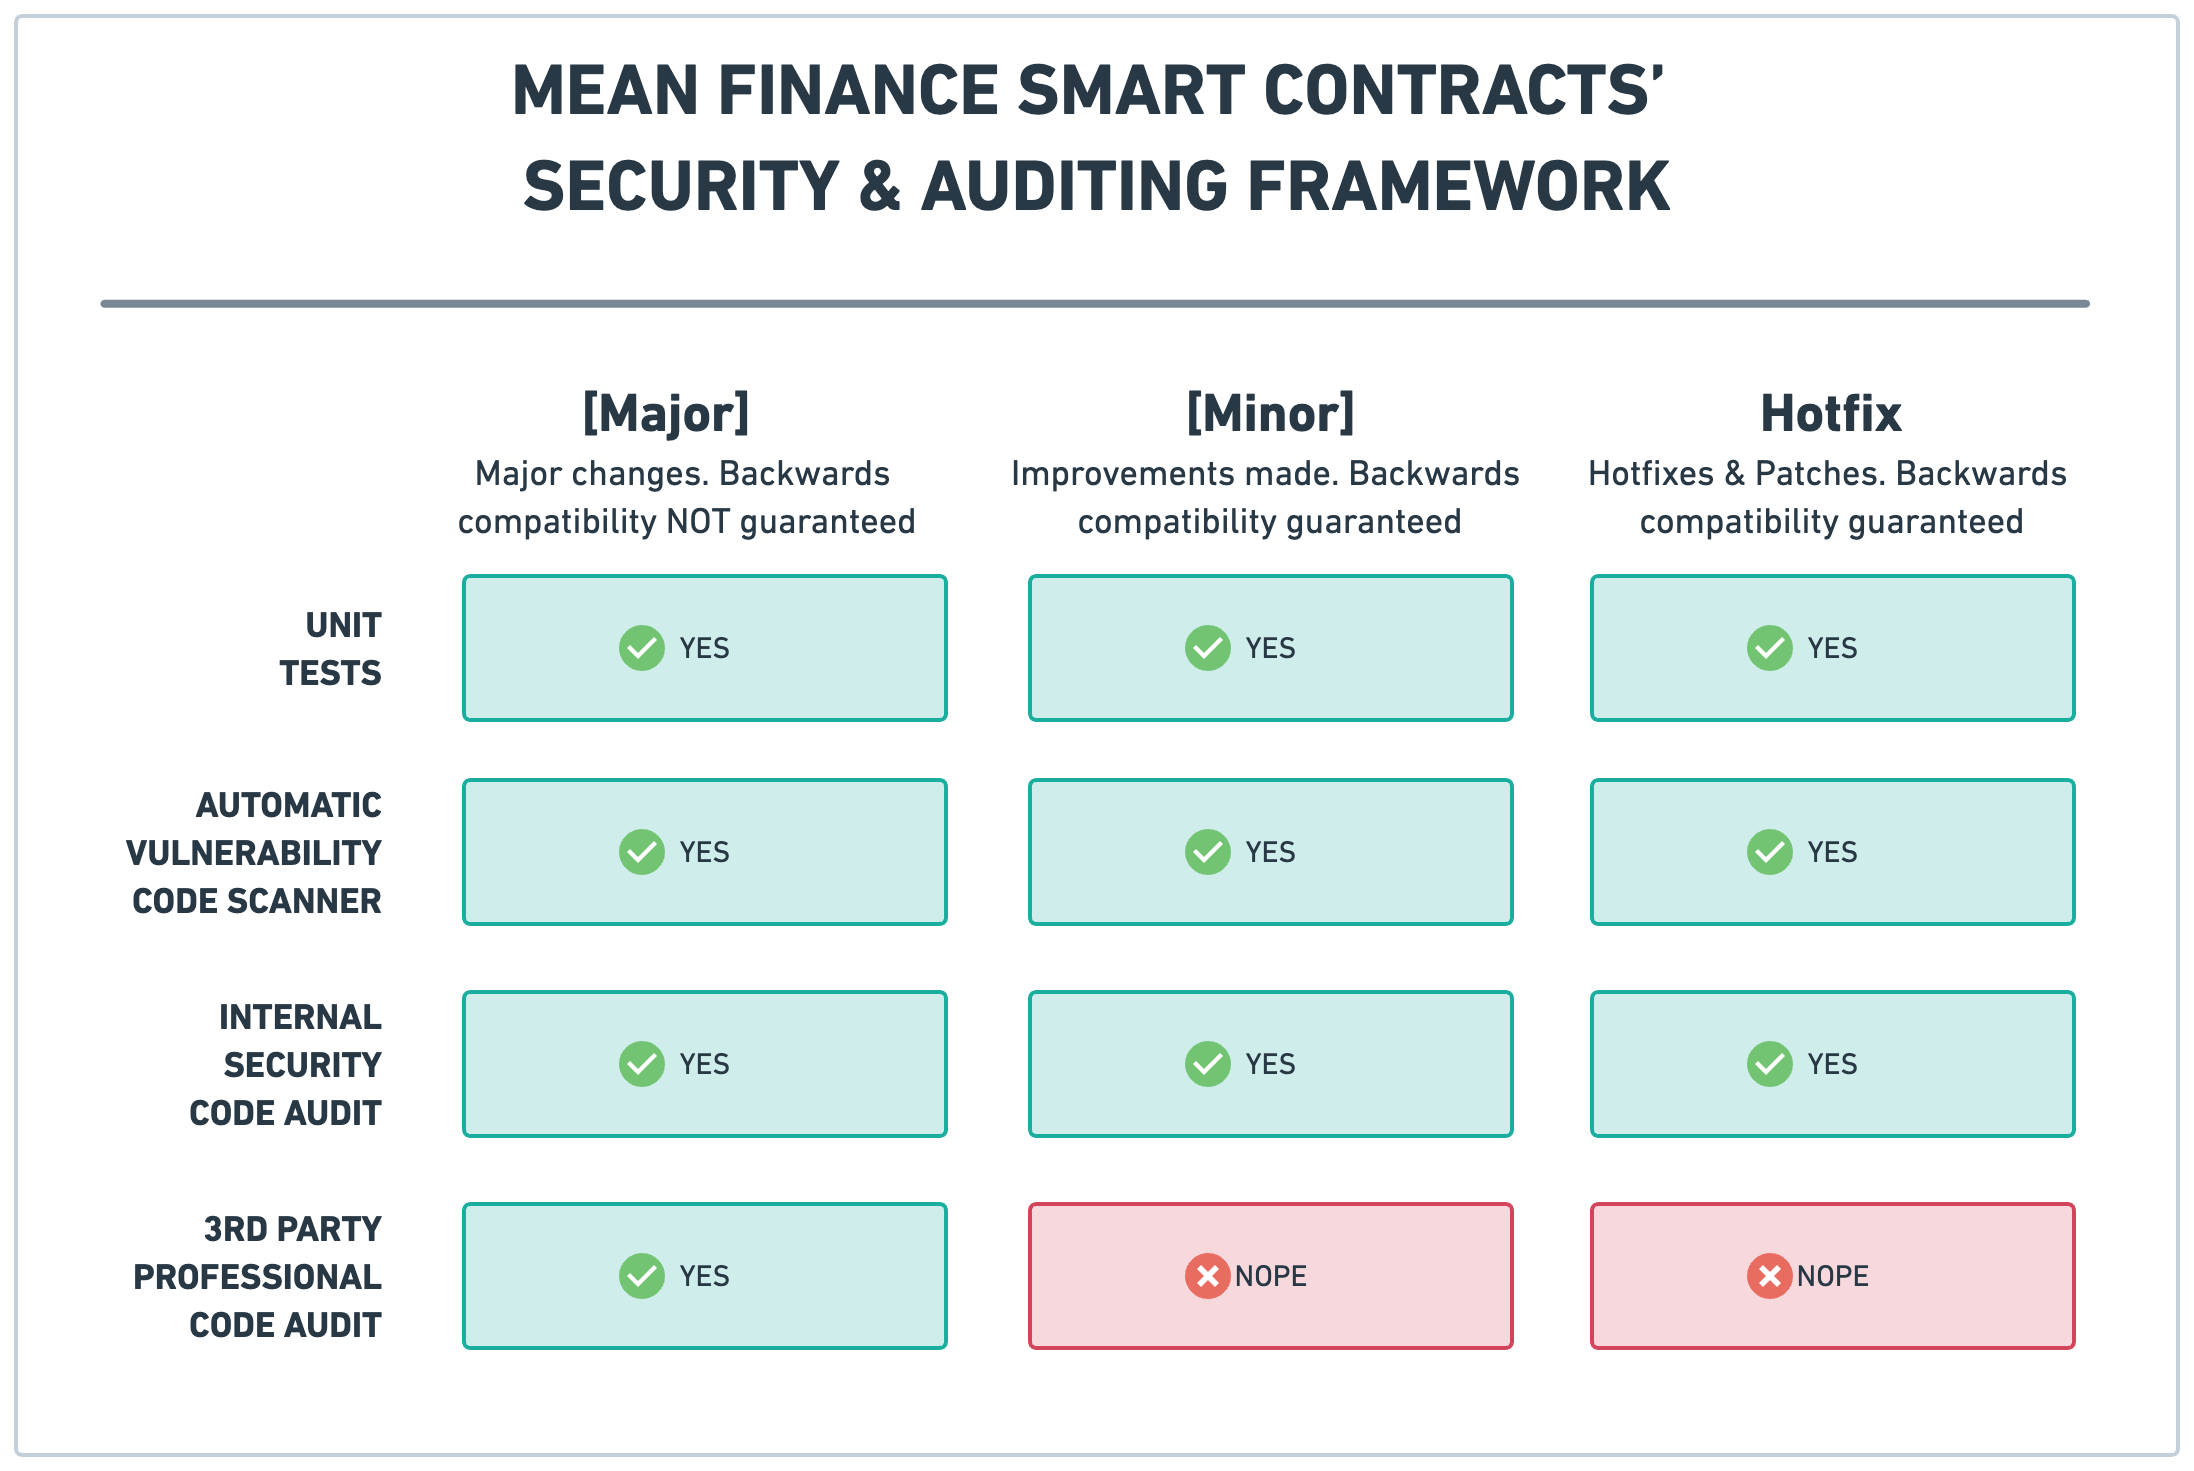 MEAN FINANCE SMART CONTRACTS’
SECURITY & AUDITING FRAMEWORK
[Major]
Major changes. Backwards
compatibility NOT guaranteed
[Minor]
Improvements made. Backwards
compatibility guaranteed
Hotfix
Hotfixes & Patches. Backwards
compatibility guaranteed
UNIT
TESTS
YES
YES
YES
AUTOMATIC
VULNERABILITY
CODE SCANNER
YES
YES
YES
INTERNAL
SECURITY
CODE AUDIT
YES
YES
YES
3RD PARTY
PROFESSIONAL
CODE AUDIT
YES
NOPE
NOPE